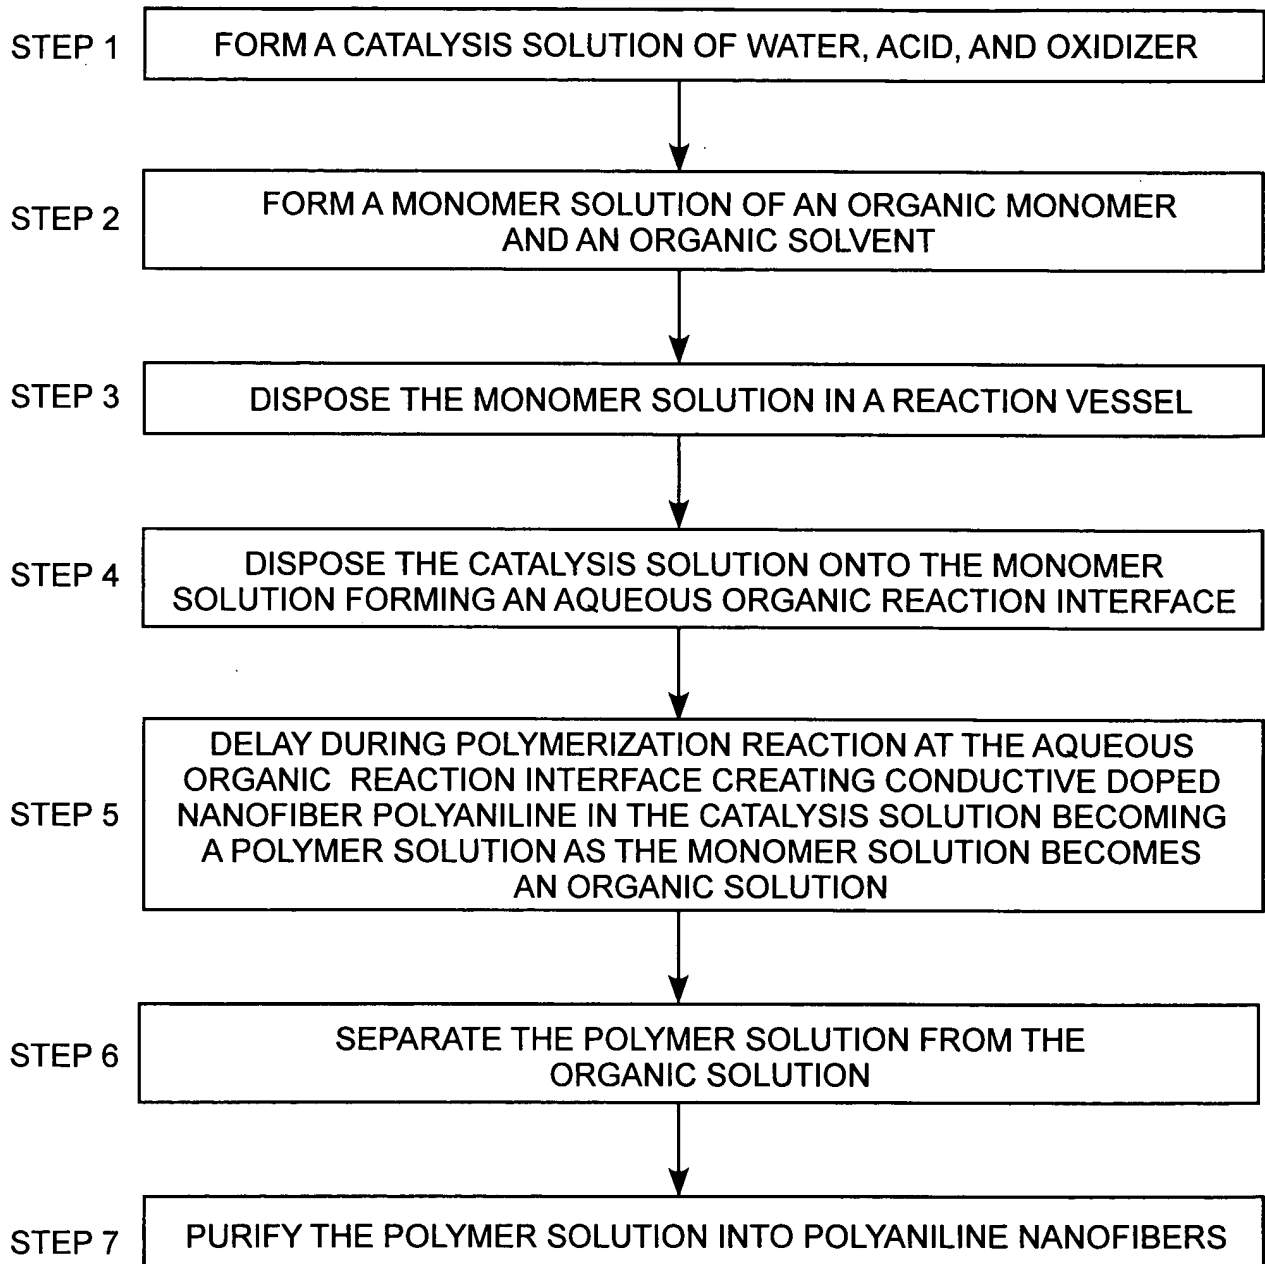 STEP 1
FORM A CATALYSIS SOLUTION OF WATER, ACID, AND OXIDIZER
STEP 2
FORM A MONOMER SOLUTION OF AN ORGANIC MONOMER
AND AN ORGANIC SOLVENT
STEP 3
DISPOSE THE MONOMER SOLUTION IN A REACTION VESSEL
STEP 4
DISPOSE THE CATALYSIS SOLUTION ONTO THE MONOMER
SOLUTION FORMING AN AQUEOUS ORGANIC REACTION INTERFACE
STEP 5
DELAY DURING POLYMERIZATION REACTION AT THE AQUEOUS
ORGANIC REACTION INTERFACE CREATING CONDUCTIVE DOPED
NANOFIBER POLYANILINE IN THE CATALYSIS SOLUTION BECOMING
A POLYMER SOLUTION AS THE MONOMER SOLUTION BECOMES
AN ORGANIC SOLUTION
STEP 6
SEPARATE THE POLYMER SOLUTION FROM THE
ORGANIC SOLUTION
STEP 7
PURIFY THE POLYMER SOLUTION INTO POLYANILINE NANOFIBERS